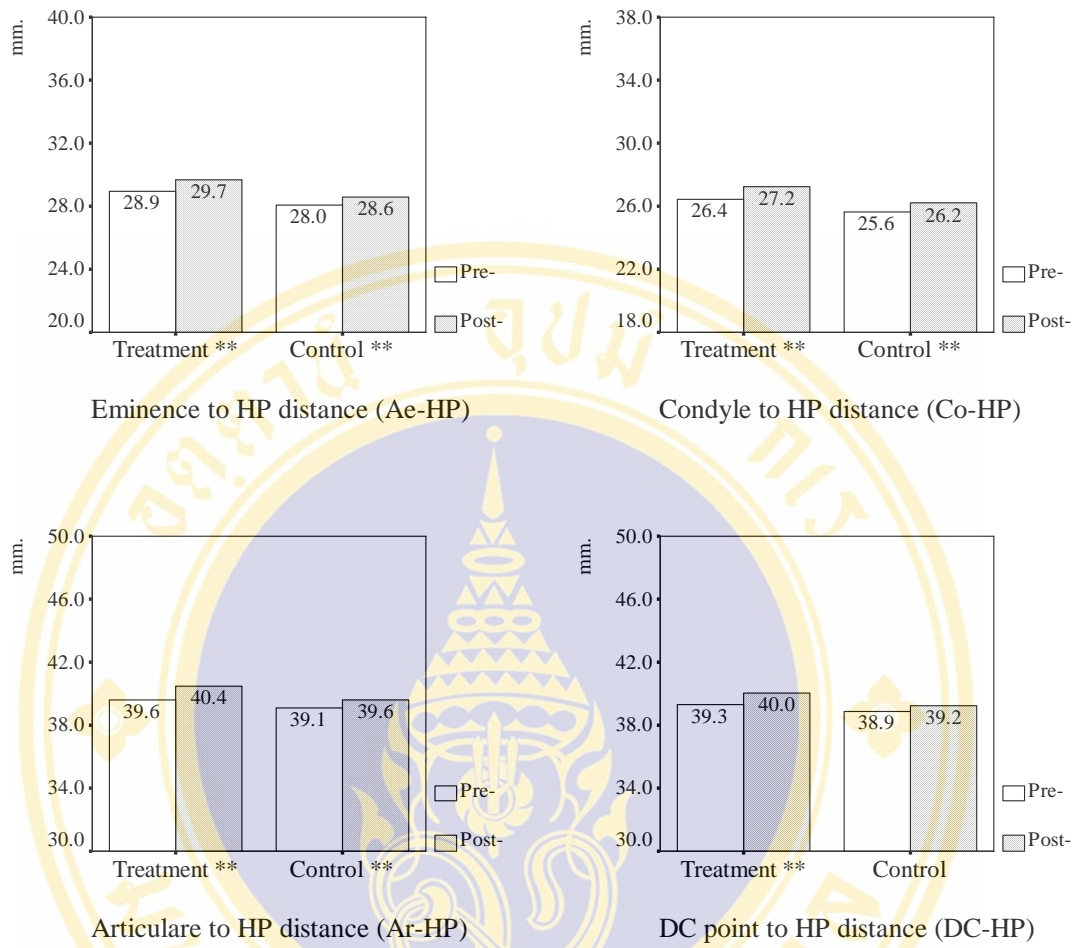 mm.
40.0
36.0
32.0
28.0
24.0
20.0
28.9
29.7
28.0
28.6
Pre-
Post-
Treatment **
Control **
Eminence to HP distance (Ae-HP)
mm.
38.0
34.0
30.0
26.0
22.0
18.0
26.4
27.2
25.6
26.2
Pre-
Post-
Treatment **
Control **
Condyle to HP distance (Co-HP)
mm.
50.0
46.0
42.0
38.0
34.0
30.0
39.6
40.4
39.1
39.6
Pre-
Post-
Treatment **
Control **
Articulare to HP distance (Ar-HP)
mm.
50.0
46.0
42.0
38.0
34.0
30.0
39.3
40.0
38.9
39.2
Pre-
Post-
Treatment **
Control
DC point to HP distance (DC-HP)